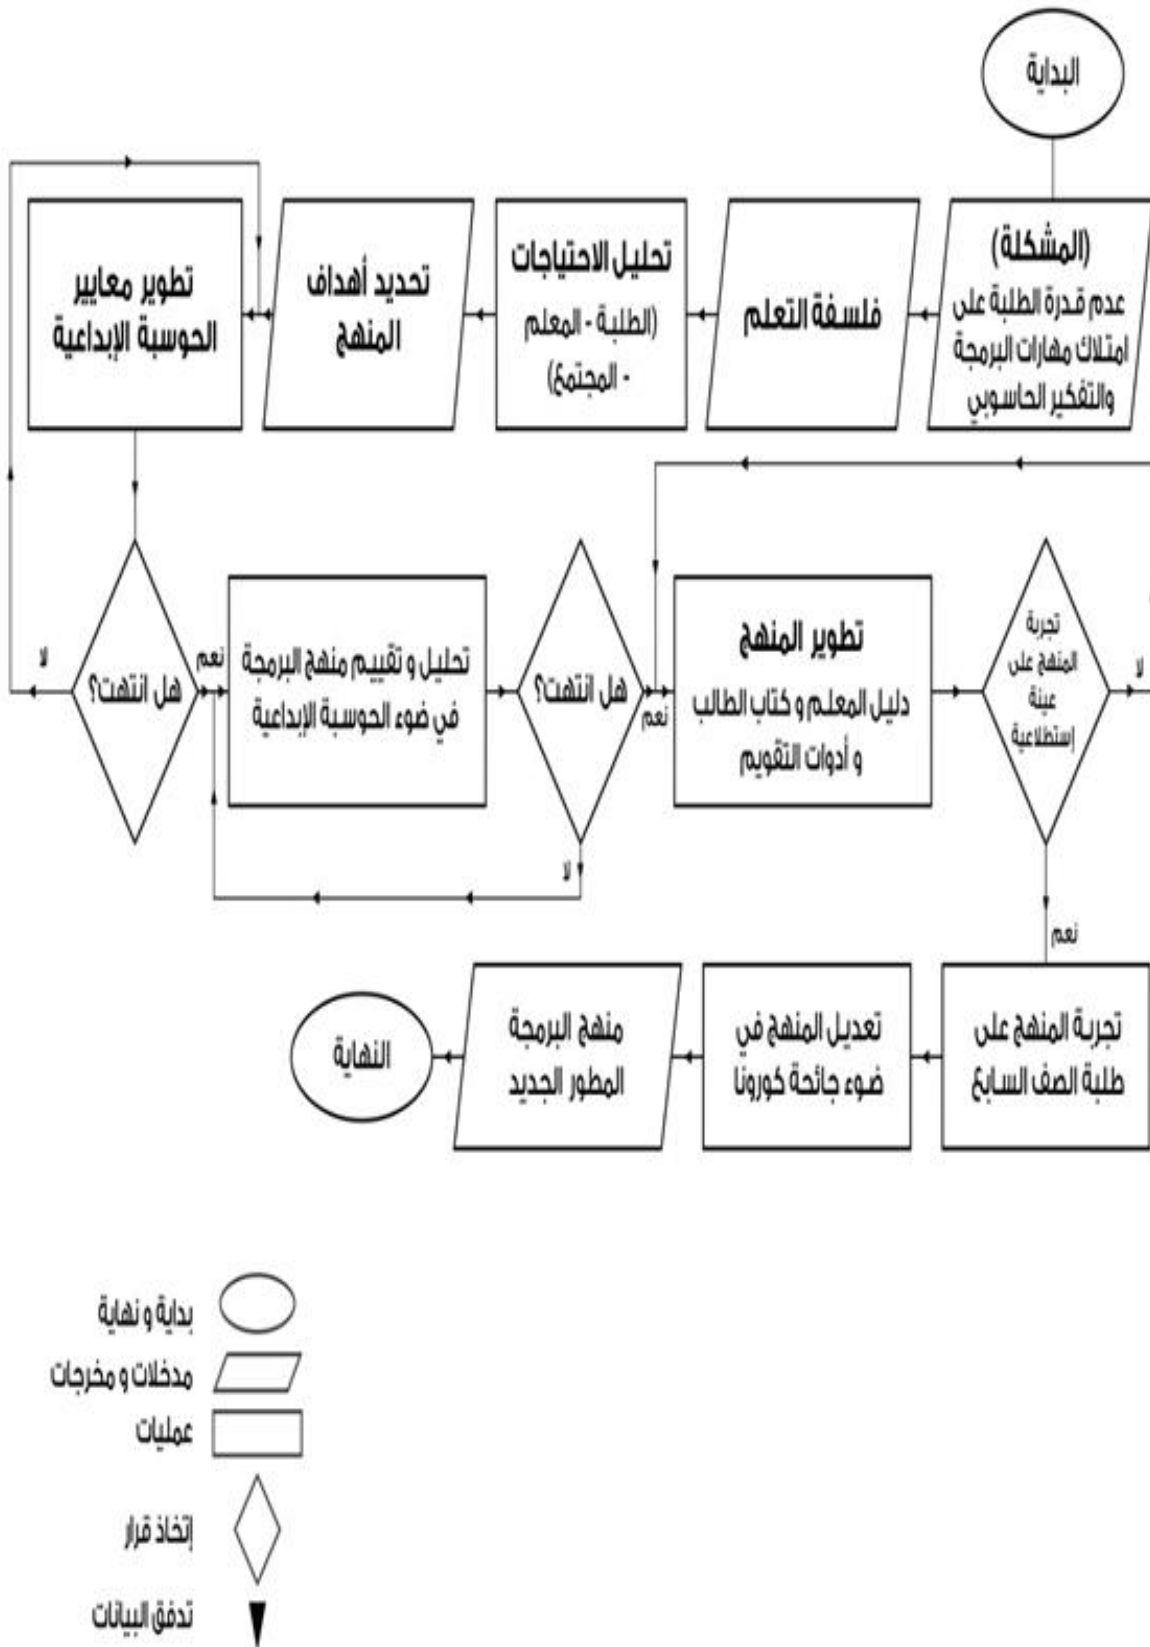 البداية
(المشكلة)
عدم قدرة الطلبة على
امتلاك مهارات البرمجة
والتفكير الحاسوبي
فلسفة التعلم
تحليل الاحتياجات
(الطلبة - المعلم
- المجتمع)
تحديد أهداف
المنهج
تطوير معايير
الحوسبة الإبداعية
هل انتهت؟
لا
نعم
تحليل و تقييم منهج البرمجة
في ضوء الحوسبة الإبداعية
هل انتهت؟
لا
نعم
تطوير المنهج
دليل المعلم و كتاب الطالب
و أدوات التقويم
تجربة
المنهج على
عينة
إستطلاعية
لا
نعم
تجربة المنهج على
طلبة الصف السابع
تعديل المنهج في
ضوء جائحة كورونا
منهج البرمجة
المطور الجديد
النهاية
بداية و نهاية
مدخلات و مخرجات
عمليات
إتخاذ قرار
تدفق البيانات